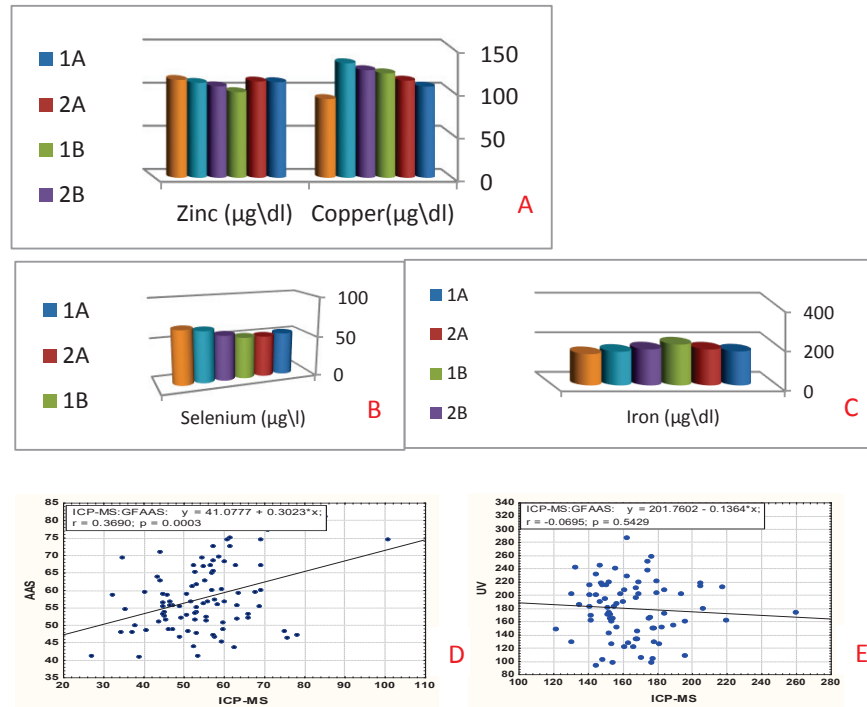 1A
2A
1B
2B
150
100
50
0
Zinc (µg\dl) Copper(µg\dl)
A
1A
2A
1B
100
50
0
Selenium (µg\l)
B
1A
2A
1B
2B
400
200
0
Iron (µg\dl)
C
ICP-MS:GFAAS: y = 41.0777 + 0.3023*x;
r = 0.3690; p = 0.0003
85
80
75
70
65
60
55
50
45
40
35
AAS
20 30 40 50 60 70 80 90 100 110
ICP-MS
D
ICP-MS:GFAAS: y = 201.7602 - 0.1364*x;
r = -0.0695; p = 0.5429
340
320
300
280
260
240
220
200
180
160
140
120
100
80
UV
100 120 140 160 180 200 220 240 260 280
ICP-MS
E